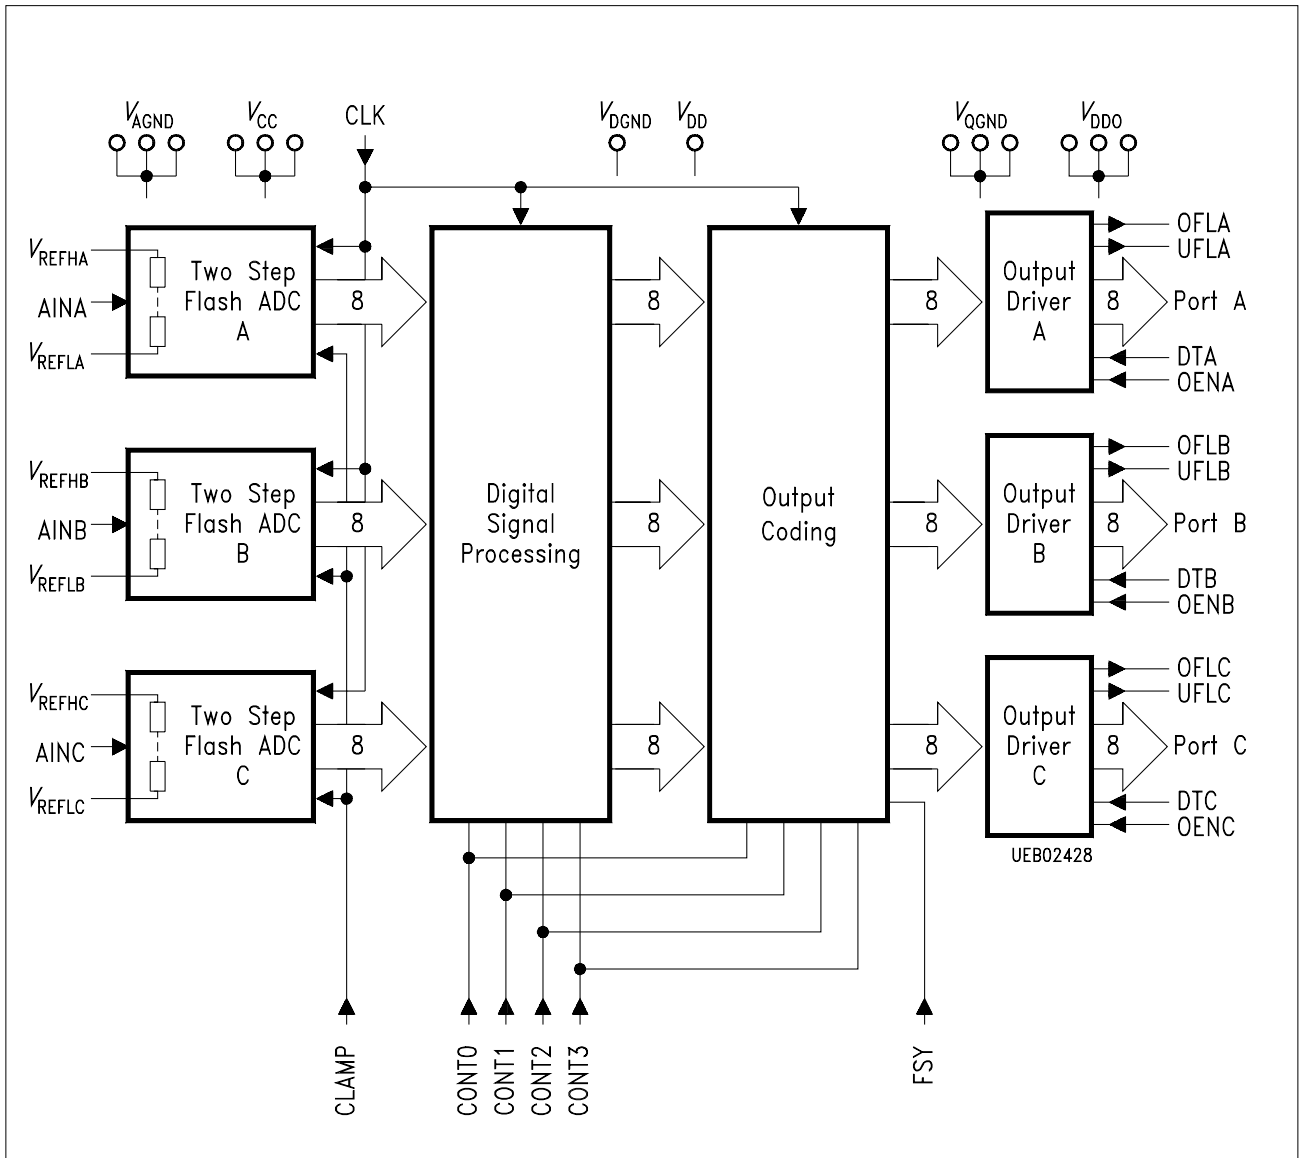 VAGND
VCC
CLK
VDGND
VDD
VQGND
VDDO
VREFHA
AINA
VREFLA
Two Step
Flash ADC
A
8
8
8
Output
Driver
A
8
OFLA
UFLA
Port A
DTA
OENA
VREFHB
AINB
VREFLB
Two Step
Flash ADC
B
8
Digital
Signal
Processing
8
Output
Coding
8
Output
Driver
B
8
OFLB
UFLB
Port B
DTB
OENB
VREFHC
AINC
VREFLC
Two Step
Flash ADC
C
8
8
8
Output
Driver
C
8
OFLC
UFLC
Port C
DTC
OENC
UEB02428
CLAMP
CONT0
CONT1
CONT2
CONT3
FSY